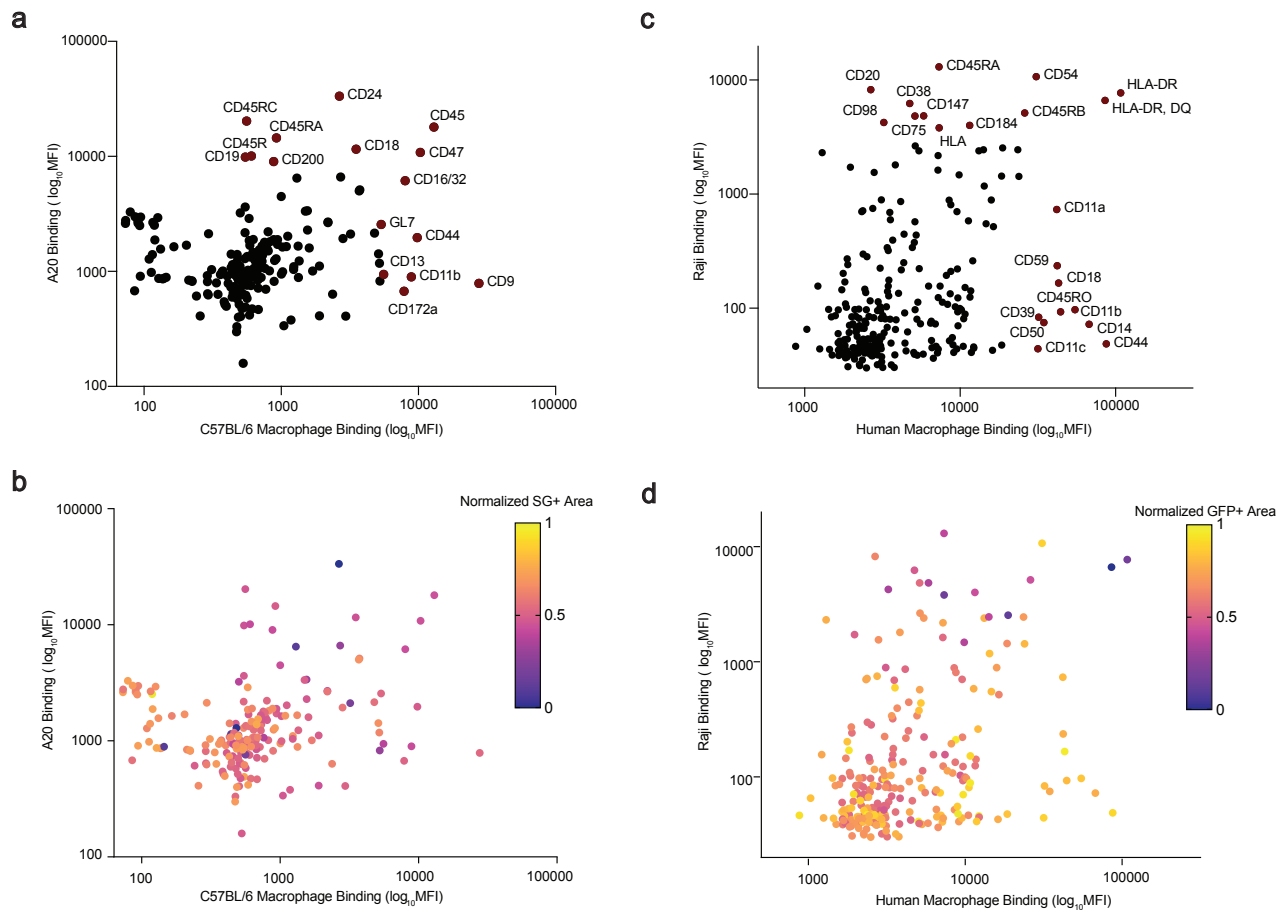 a
100000
10000
1000
100
A20 Binding ( log10MFI)
CD24
CD45RC
CD45RA
CD45
CD45R
CD18
CD47
CD19
CD200
CD16/32
GL7
CD44
CD13
CD11b
CD9
CD172a
100
1000
10000
100000
C57BL/6 Macrophage Binding (log10MFI)
c
10000
1000
100
Raji Binding ( log10MFI)
CD45RA
CD54
CD20
CD38
HLA-DR
CD147
CD45RB
HLA-DR, DQ
CD98
CD75
CD184
HLA
CD11a
CD59
CD18
CD45RO
CD39
CD11b
CD50
CD14
CD11c
CD44
1000
10000
100000
Human Macrophage Binding (log10MFI)
b
Normalized SG+ Area
1
0.5
0
100000
10000
1000
100
A20 Binding ( log10MFI)
100
1000
10000
100000
C57BL/6 Macrophage Binding (log10MFI)
d
Normalized GFP+ Area
1
0.5
0
10000
1000
100
Raji Binding ( log10MFI)
1000
10000
100000
Human Macrophage Binding (log10MFI)